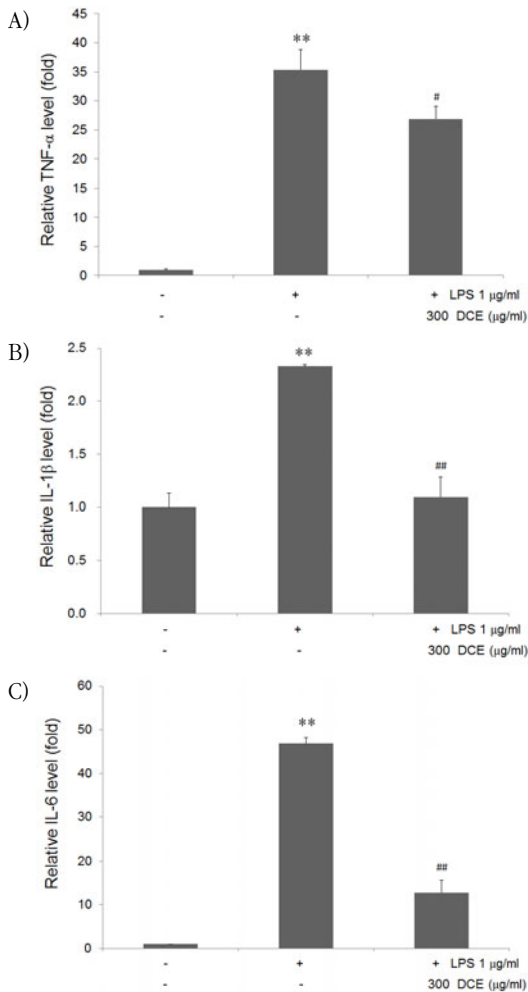 A)
Relative TNF-α level (fold)
45
40
35
30
25
20
15
10
5
0
**
#
- + + LPS 1 μg/ml
- - 300 DCE (μg/ml)
B)
Relative IL-1β level (fold)
2.5
2.0
1.5
1.0
0.5
0.0
**
##
- + + LPS 1 μg/ml
- - 300 DCE (μg/ml)
C)
Relative IL-6 level (fold)
60
50
40
30
20
10
0
**
##
- + + LPS 1 μg/ml
- - 300 DCE (μg/ml)